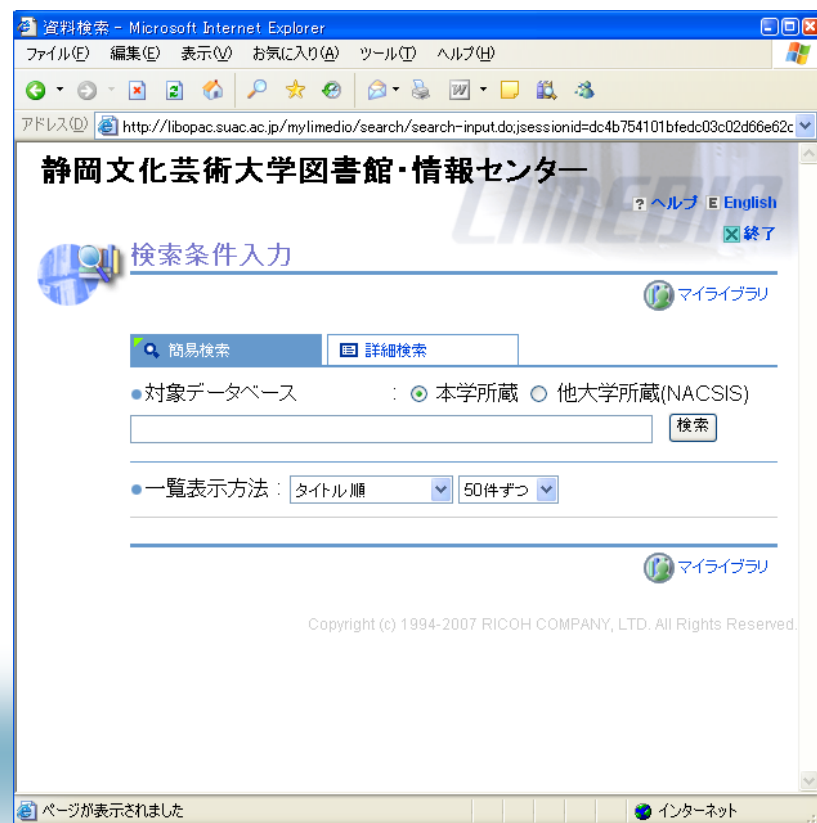 資料検索 - Microsoft Internet Explorer
ファイル(F) 編集(E) 表示(V) お気に入り(A) ツール(T) ヘルプ(H)
アドレス(D) http://libopac.suac.ac.jp/mylimedio/search/search-input.do;jsessionid=dc4b754101bfedc03c02d66e62c
静岡文化芸術大学図書館・情報センター
LIMEDIO
? ヘルプ E English
終了
検索条件入力
マイライブラリ
簡易検索 詳細検索
●対象データベース : 本学所蔵 他大学所蔵(NACSIS)
検索
●一覧表示方法 : タイトル順 50件ずつ
マイライブラリ
Copyright (c) 1994-2007 RICOH COMPANY, LTD. All Rights Reserved.
ページが表示されました インターネット